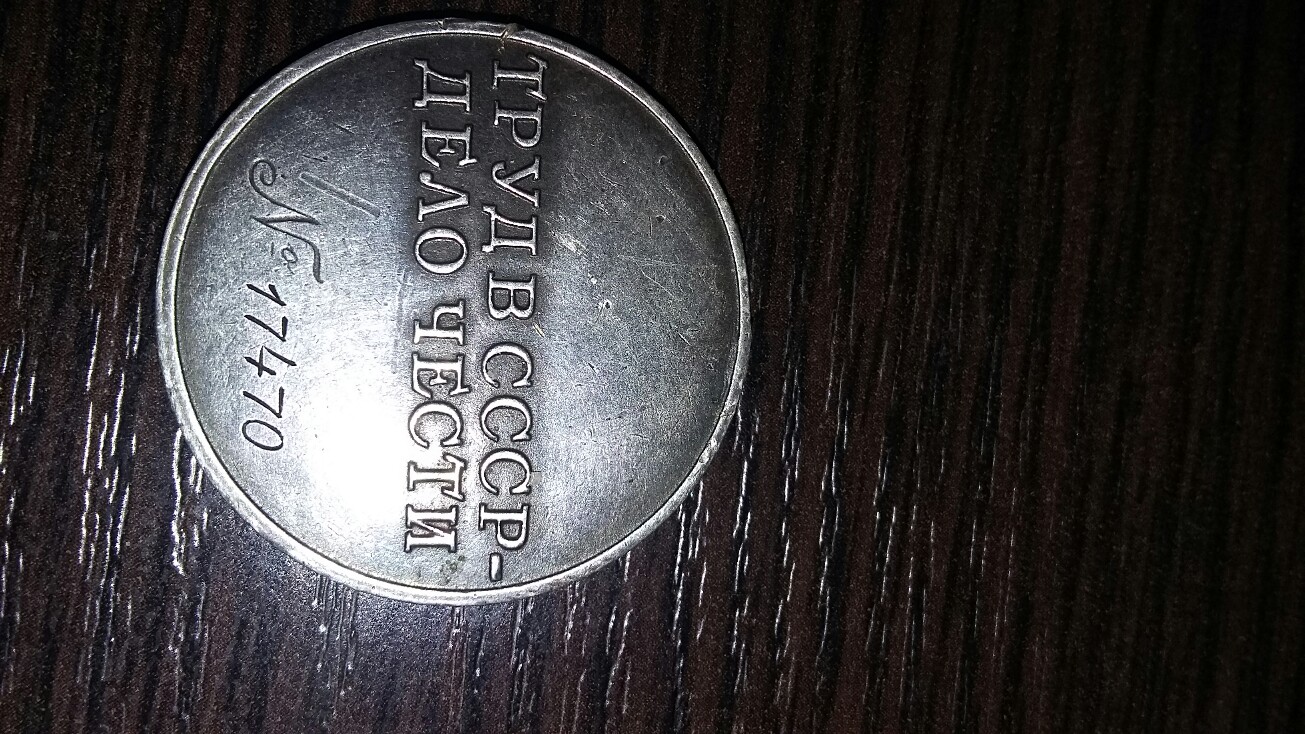 ТРУД В СССР-
ДЕЛО ЧЕСТИ
№ 17470